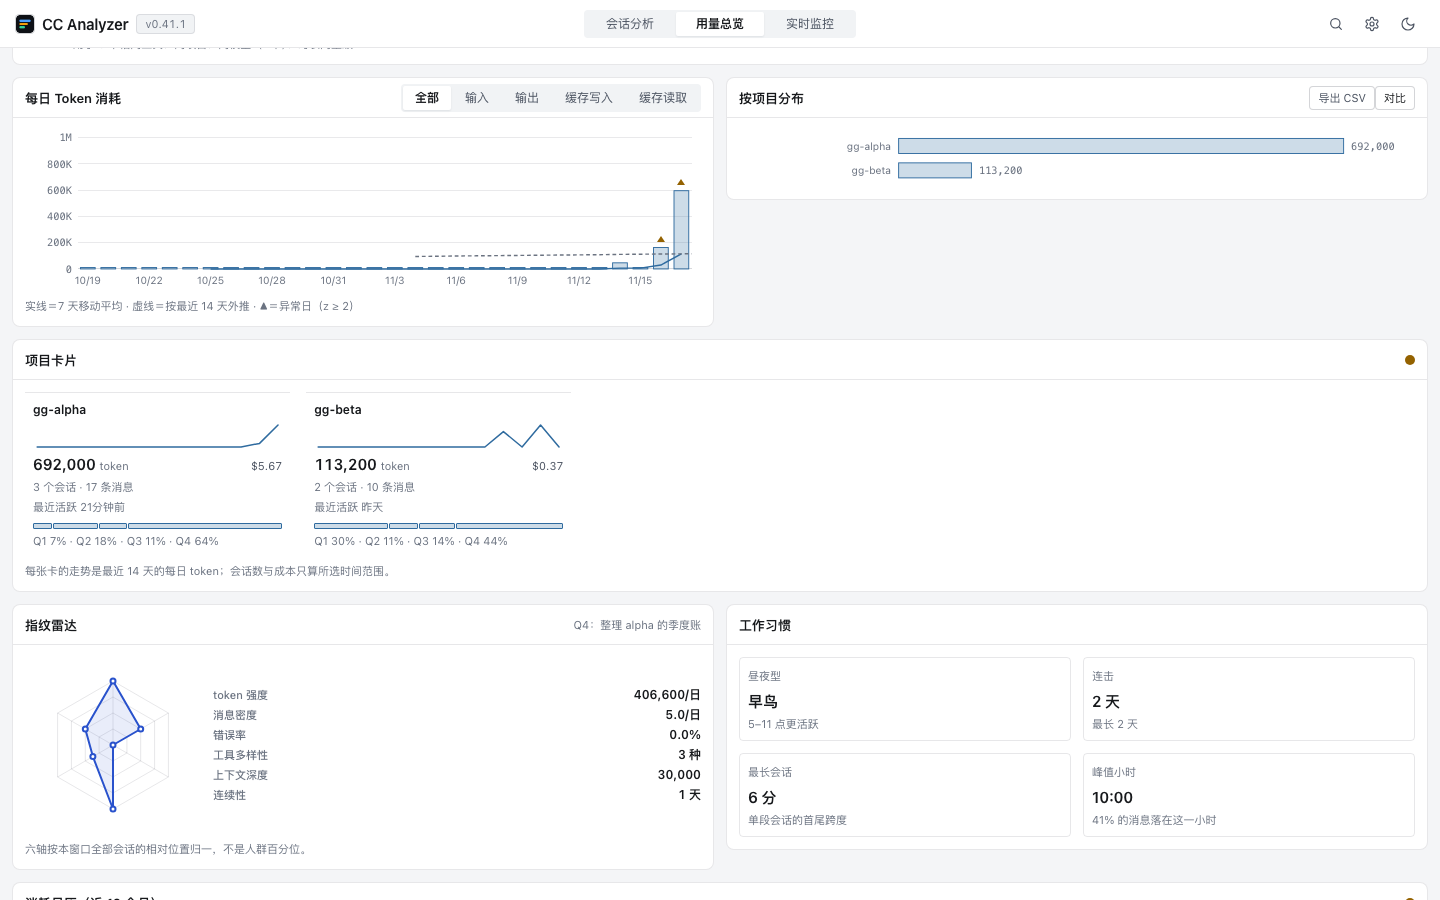 CC Analyzer v0.41.1
会话分析 用量总览 实时监控
每日 Token 消耗
全部 输入 输出 缓存写入 缓存读取
1M
800K
600K
400K
200K
0
10/19 10/22 10/25 10/28 10/31 11/3 11/6 11/9 11/12 11/15
实线=7 天移动平均 · 虚线=按最近 14 天外推 · ▲=异常日（z ≥ 2）
按项目分布
导出 CSV 对比
gg-alpha 692,000
gg-beta 113,200
项目卡片
gg-alpha
692,000 token $5.67
3 个会话 · 17 条消息
最近活跃 21分钟前
Q1 7% · Q2 18% · Q3 11% · Q4 64%
gg-beta
113,200 token $0.37
2 个会话 · 10 条消息
最近活跃 昨天
Q1 30% · Q2 11% · Q3 14% · Q4 44%
每张卡的走势是最近 14 天的每日 token；会话数与成本只算所选时间范围。
指纹雷达 Q4：整理 alpha 的季度账
token 强度 406,600/日
消息密度 5.0/日
错误率 0.0%
工具多样性 3 种
上下文深度 30,000
连续性 1 天
六轴按本窗口全部会话的相对位置归一，不是人群百分位。
工作习惯
昼夜型
早鸟
5–11 点更活跃
连击
2 天
最长 2 天
最长会话
6 分
单段会话的首尾跨度
峰值小时
10:00
41% 的消息落在这一小时